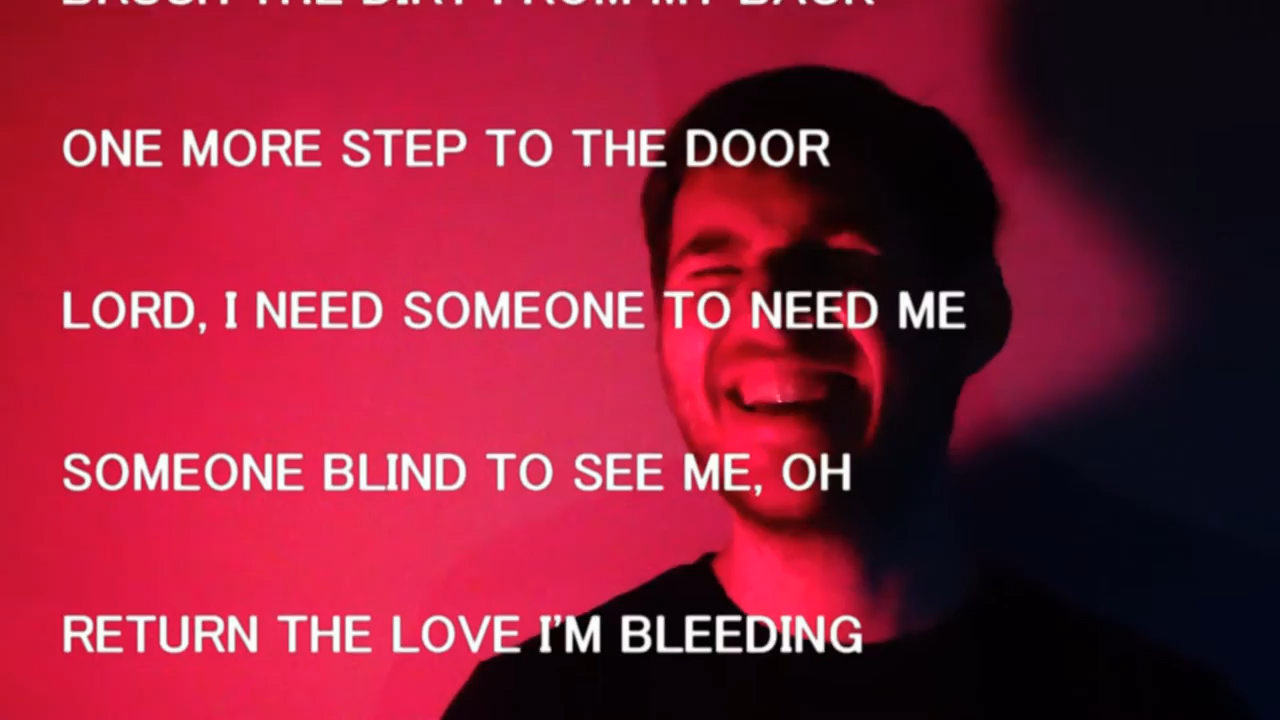 BRUSH THE DIRT FROM MY BACK
ONE MORE STEP TO THE DOOR
LORD, I NEED SOMEONE TO NEED ME
SOMEONE BLIND TO SEE ME, OH
RETURN THE LOVE I'M BLEEDING